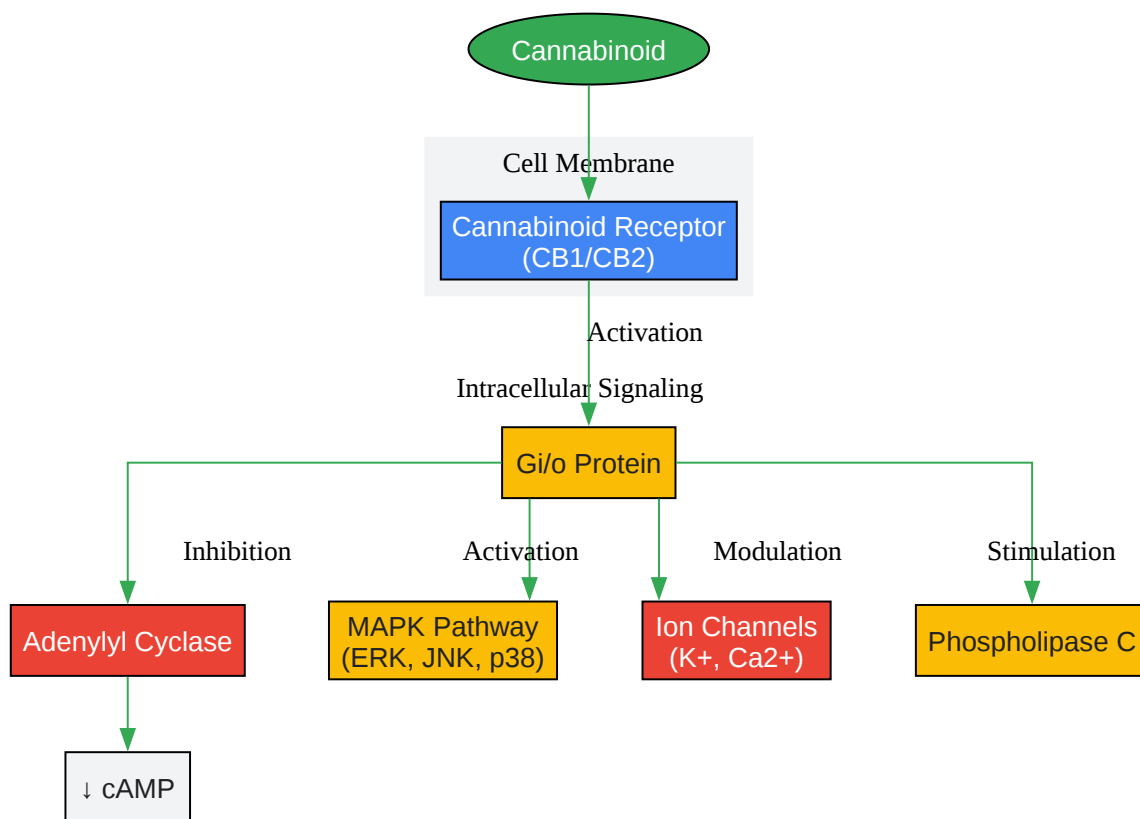 Cannabinoid
Cell Membrane
Cannabinoid Receptor
(CB1/CB2)
Activation
Intracellular Signaling
Gi/o Protein
Inhibition
Activation
Modulation
Stimulation
Adenylyl Cyclase
MAPK Pathway
(ERK, JNK, p38)
Ion Channels
(K+, Ca2+)
Phospholipase C
↓ cAMP